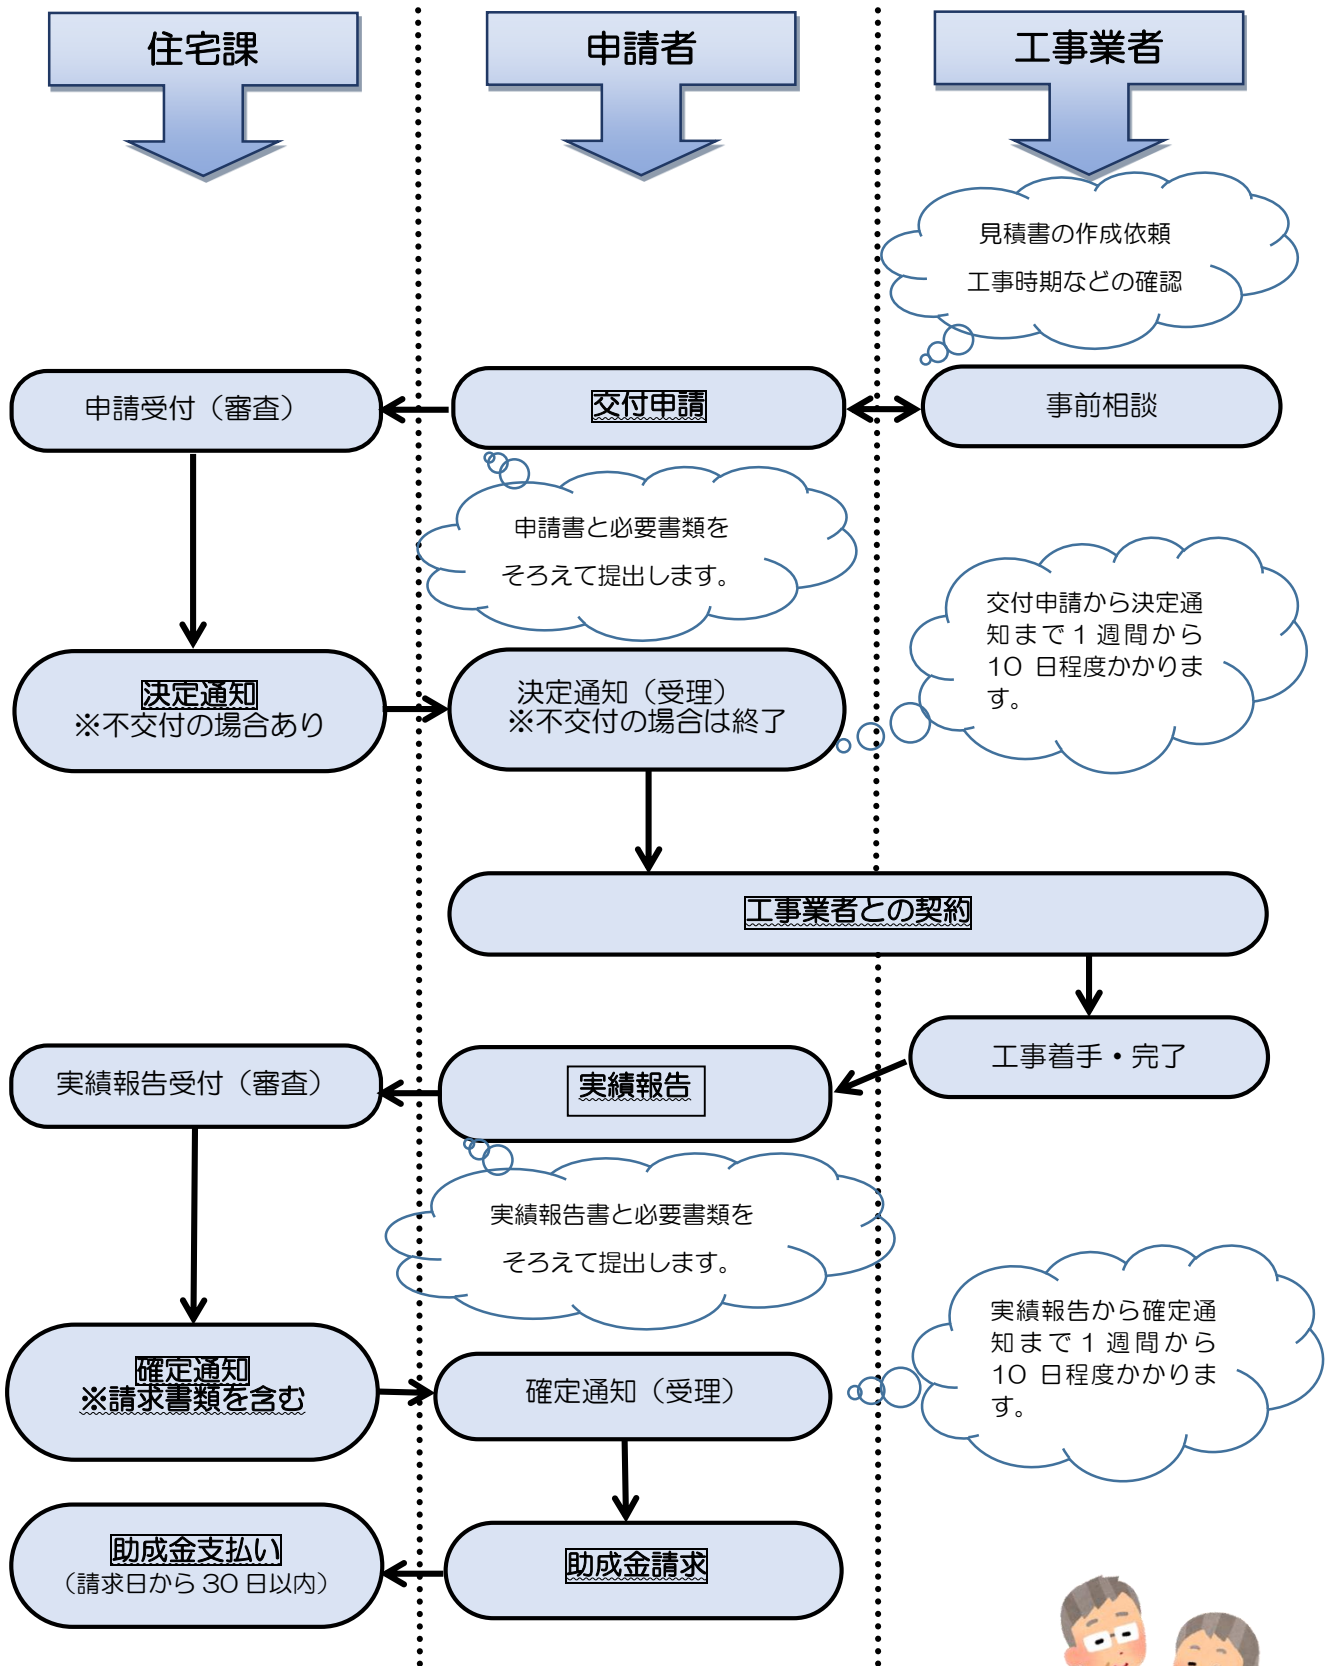 住宅課
申請者
工事業者
見積書の作成依頼
工事時期などの確認
申請受付（審査）
交付申請
事前相談
申請書と必要書類を
そろえて提出します。
交付申請から決定通
知まで１週間から
10 日程度かかりま
す。
決定通知
※不交付の場合あり
決定通知（受理）
※不交付の場合は終了
工事業者との契約
工事着手・完了
実績報告
実績報告受付（審査）
実績報告書と必要書類を
そろえて提出します。
実績報告から確定通
知まで１週間から
10 日程度かかりま
す。
確定通知
※請求書類を含む
確定通知（受理）
助成金請求
助成金支払い
（請求日から 30 日以内）